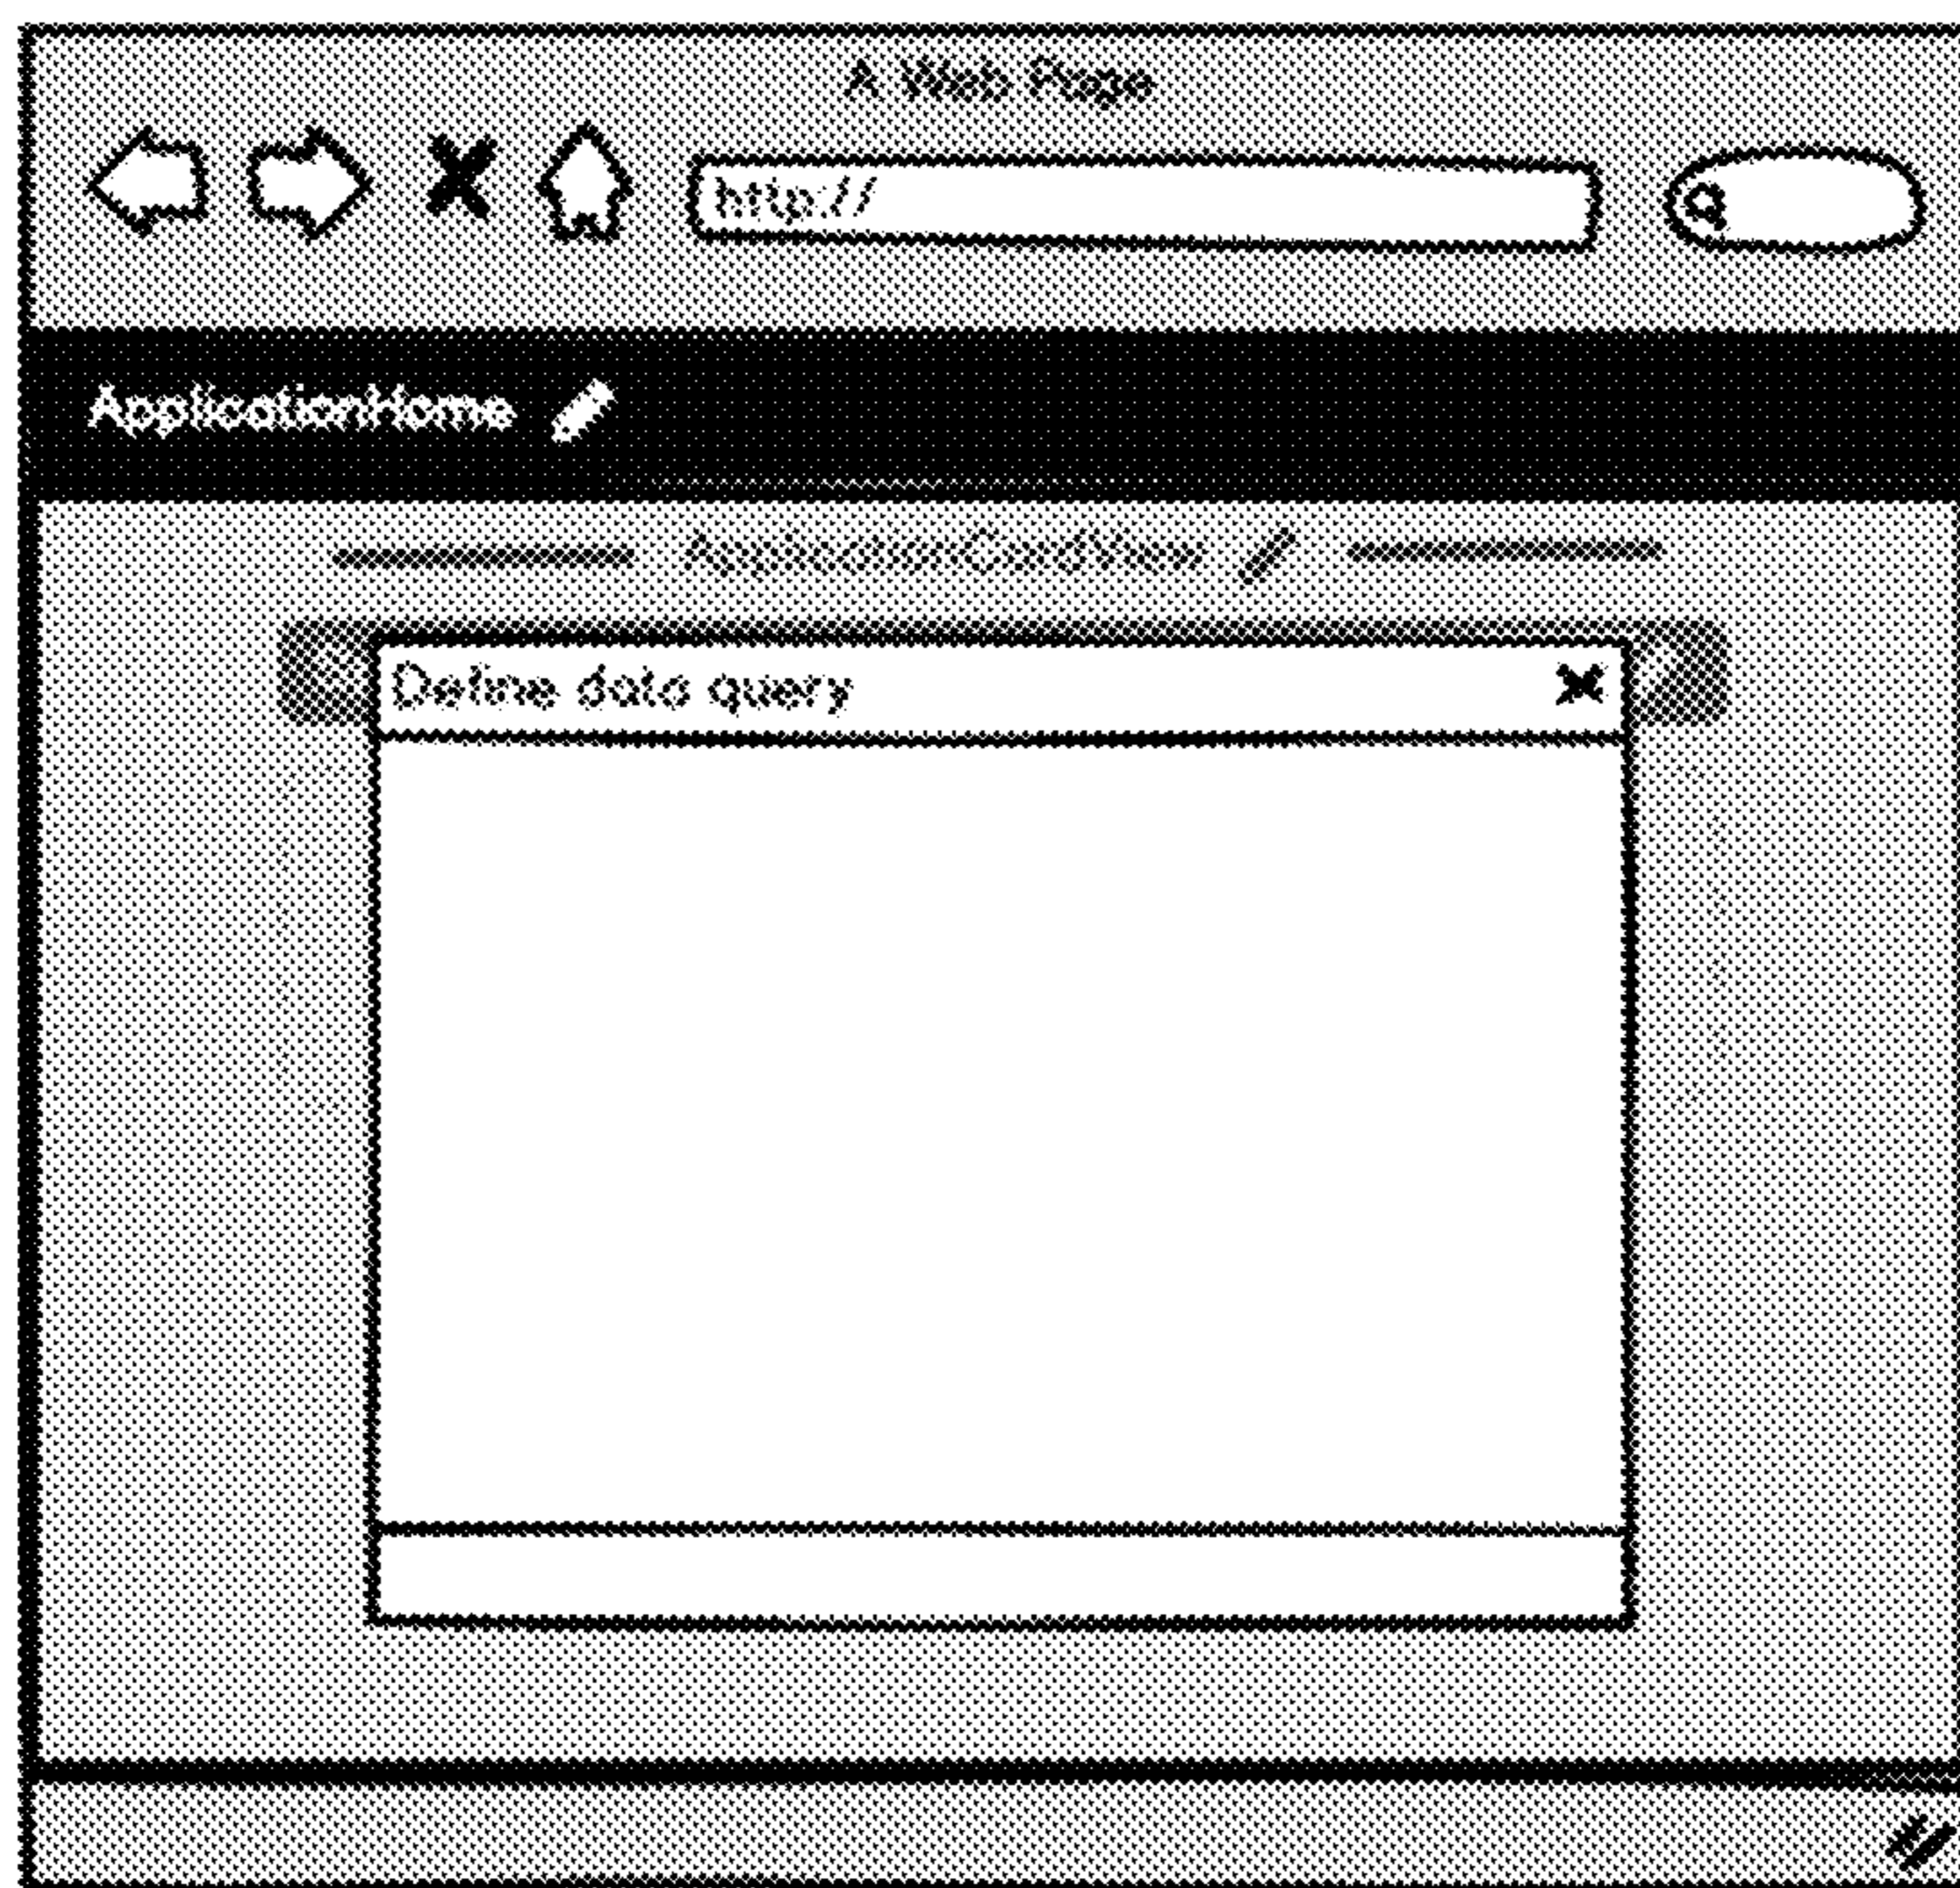 A Web Page
http://
ApplicationHome
ApplicationCardView
Define data query